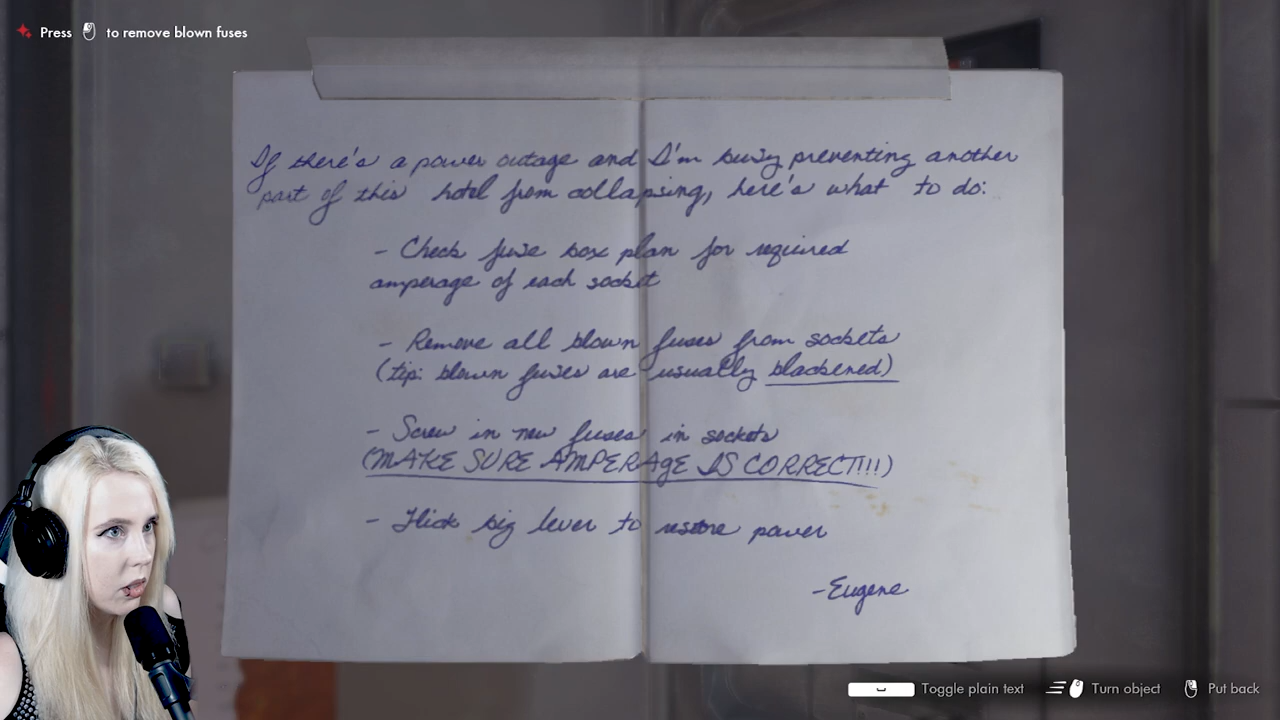 Press to remove blown fuses
If there's a power outage and I'm busy preventing another
part of this hotel from collapsing, here's what to do:
- Check fuse box plan for required
amperage of each socket
- Remove all blown fuses from sockets
(tip: blown fuses are usually blackened)
- Screw in new fuses in sockets
(MAKE SURE AMPERAGE IS CORRECT!!!)
- Flick big lever to restore power
-Eugene
Toggle plain text Turn object Put back